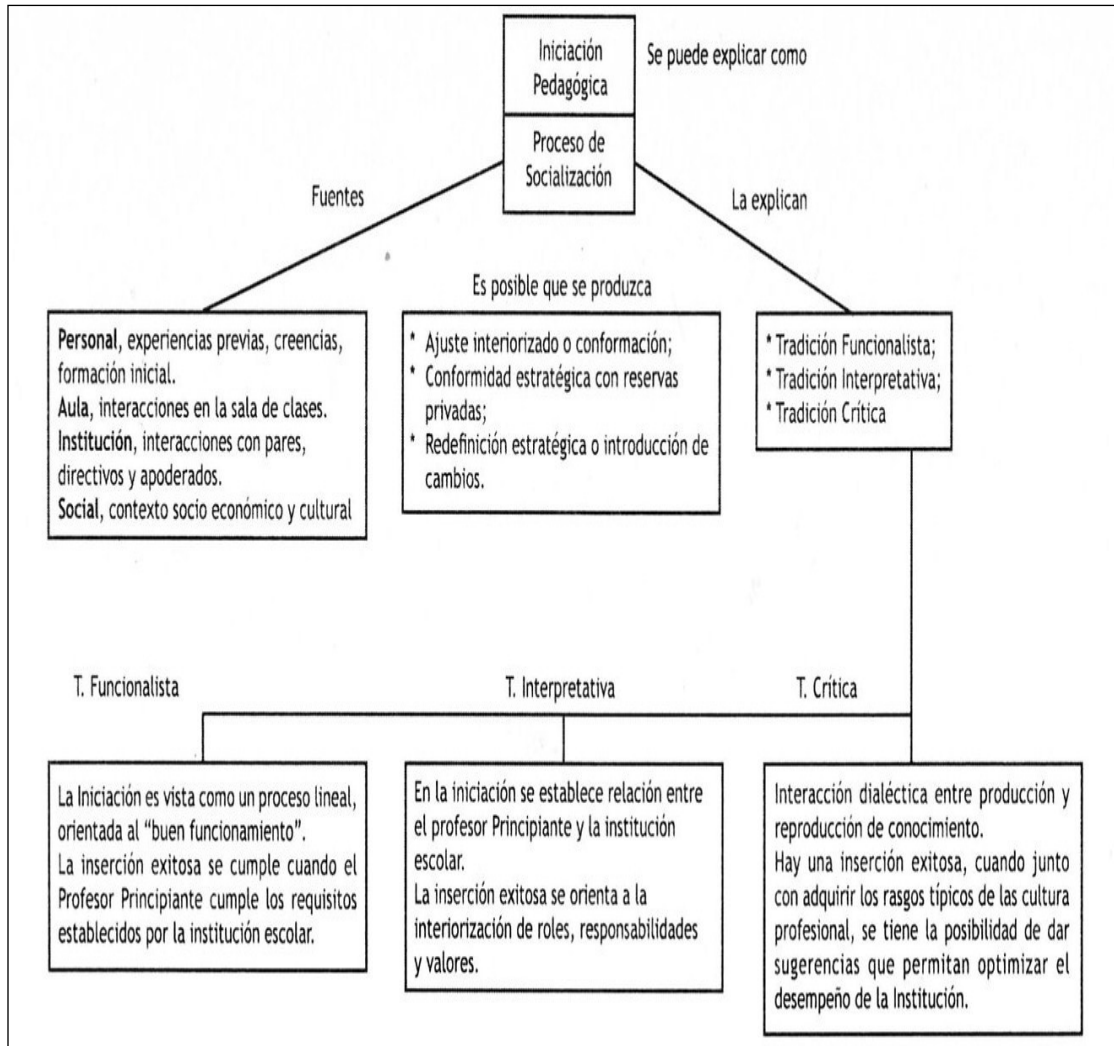 Iniciación
Pedagógica
Se puede explicar como
Proceso de
Socialización
Fuentes
La explican
Es posible que se produzca
Personal, experiencias previas, creencias,
formación inicial.
Aula, interacciones en la sala de clases.
Institución, interacciones con pares,
directivos y apoderados.
Social, contexto socio económico y cultural
* Ajuste interiorizado o conformación;
* Conformidad estratégica con reservas
privadas;
* Redefinición estratégica o introducción de
cambios.
* Tradición Funcionalista;
* Tradición Interpretativa;
* Tradición Crítica
T. Funcionalista
T. Interpretativa
T. Crítica
La Iniciación es vista como un proceso lineal,
orientada al “buen funcionamiento”.
La inserción exitosa se cumple cuando el
Profesor Principiante cumple los requisitos
establecidos por la institución escolar.
En la iniciación se establece relación entre
el profesor Principiante y la institución
escolar.
La inserción exitosa se orienta a la
interiorización de roles, responsabilidades
y valores.
Interacción dialéctica entre producción y
reproducción de conocimiento.
Hay una inserción exitosa, cuando junto
con adquirir los rasgos típicos de las cultura
profesional, se tiene la posibilidad de dar
sugerencias que permitan optimizar el
desempeño de la Institución.